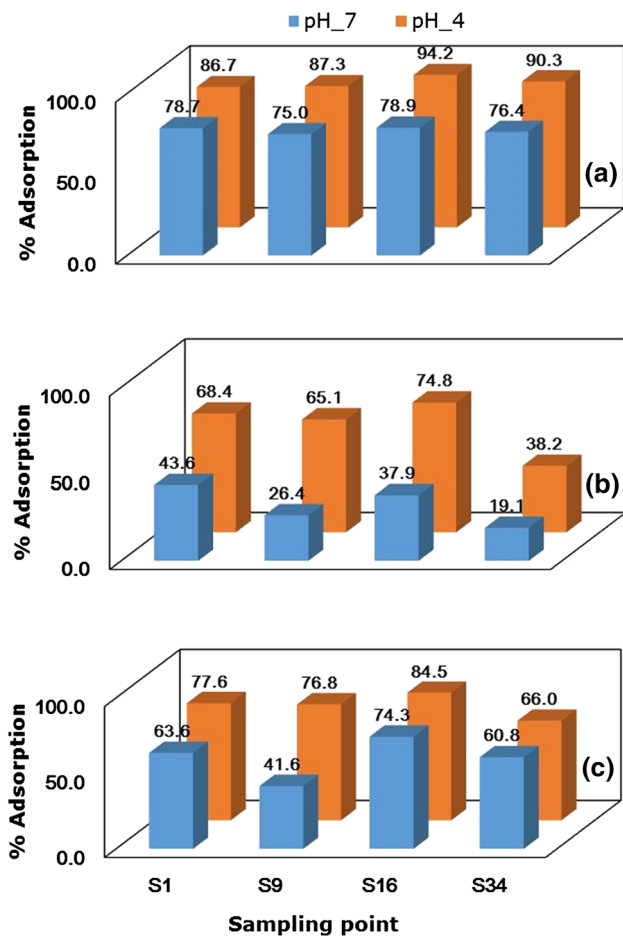 pH_7 pH_4
% Adsorption
100.0
50.0
0.0
86.7 87.3 94.2 90.3
78.7 75.0 78.9 76.4
(a)
% Adsorption
100.0
50.0
0.0
68.4 65.1 74.8 38.2
43.6 26.4 37.9 19.1
(b)
% Adsorption
100.0
50.0
0.0
77.6 76.8 84.5 66.0
63.6 41.6 74.3 60.8
(c)
S1 S9 S16 S34
Sampling point